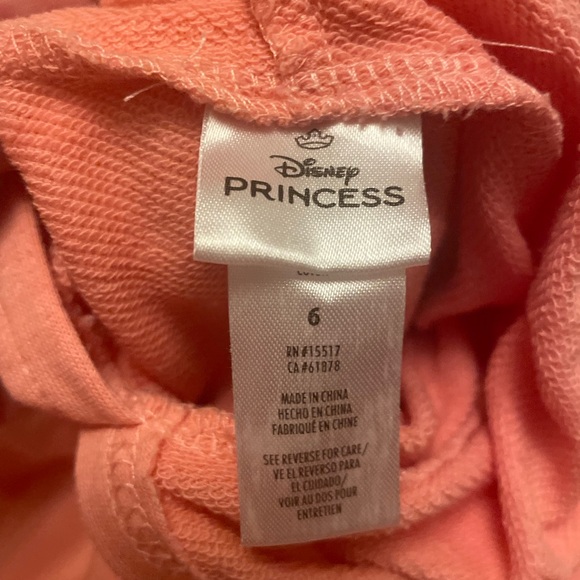 Disney
PRINCESS
6
RN #15517
CA #61878
MADE IN CHINA
HECHO EN CHINA
FABRIQUÉ EN CHINE
SEE REVERSE FOR CARE/
VE EL REVERSO PARA
EL CUIDADO/
VOIR AU DOS POUR
ENTRETIEN